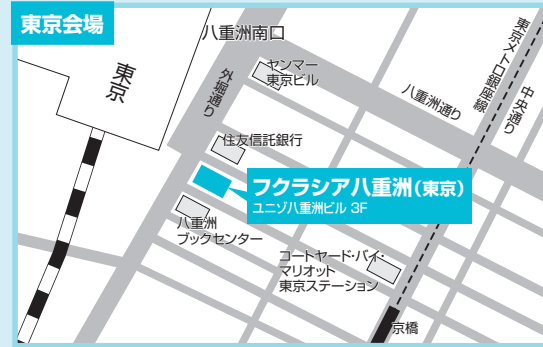 東京会場
八重洲南口
東京
外堀通り
ヤンマー
東京ビル
八重洲通り
東京メトロ銀座線
中央通り
住友信託銀行
フクラシア八重洲(東京)
ユニゾ八重洲ビル 3F
八重洲
ブックセンター
コートヤード・バイ・
マリオット
東京ステーション
京橋